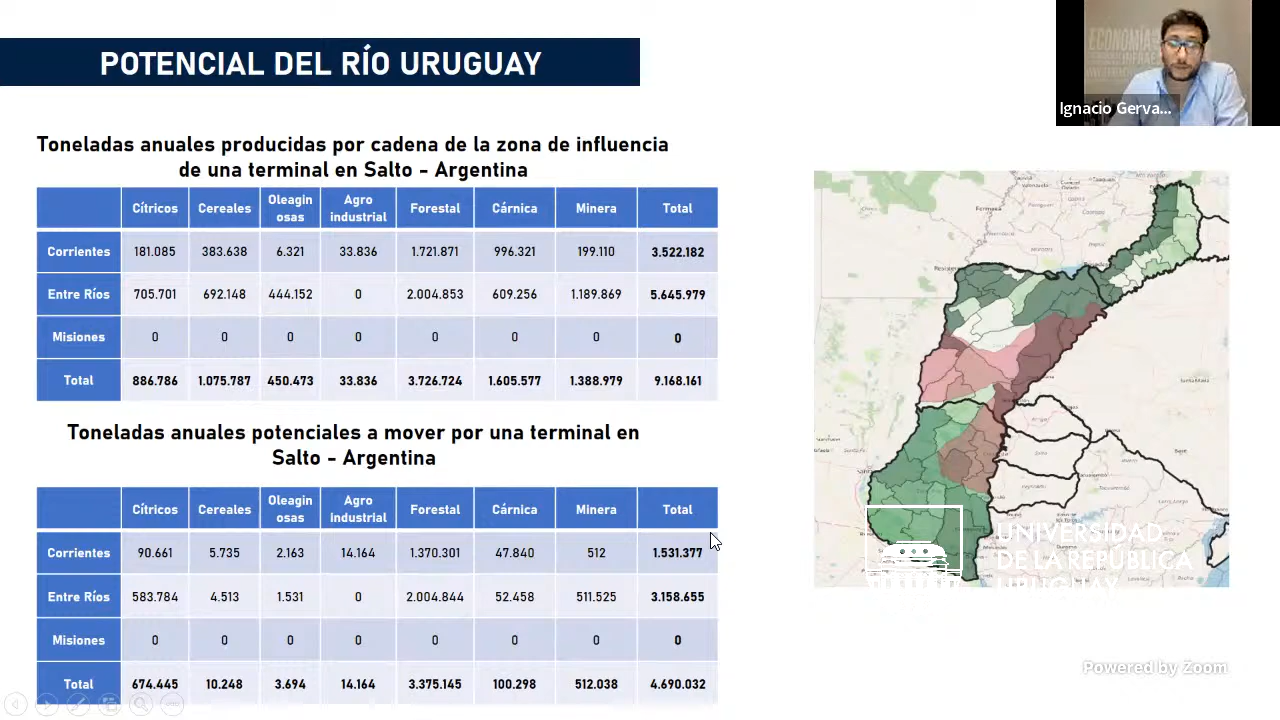 POTENCIAL DEL RÍO URUGUAY
Ignacio Gerva...
Toneladas anuales producidas por cadena de la zona de influencia
de una terminal en Salto - Argentina
Cítricos Cereales Oleagin osas Agro industrial Forestal Cárnica Minera Total
Corrientes 181.085 383.638 6.321 33.836 1.721.871 996.321 199.110 3.522.182
Entre Ríos 705.701 692.148 444.152 0 2.004.853 609.256 1.189.869 5.645.979
Misiones 0 0 0 0 0 0 0 0
Total 886.786 1.075.787 450.473 33.836 3.726.724 1.605.577 1.388.979 9.168.161
Toneladas anuales potenciales a mover por una terminal en
Salto - Argentina
Cítricos Cereales Oleagin osas Agro industrial Forestal Cárnica Minera Total
Corrientes 90.661 5.735 2.163 14.164 1.370.301 47.840 512 1.531.377
Entre Ríos 583.784 4.513 1.531 0 2.004.844 52.458 511.525 3.158.655
Misiones 0 0 0 0 0 0 0 0
Total 674.445 10.248 3.694 14.164 3.375.145 100.298 512.038 4.690.032
UNIVERSIDAD
DE LA REPÚBLICA
URUGUAY
Powered by Zoom